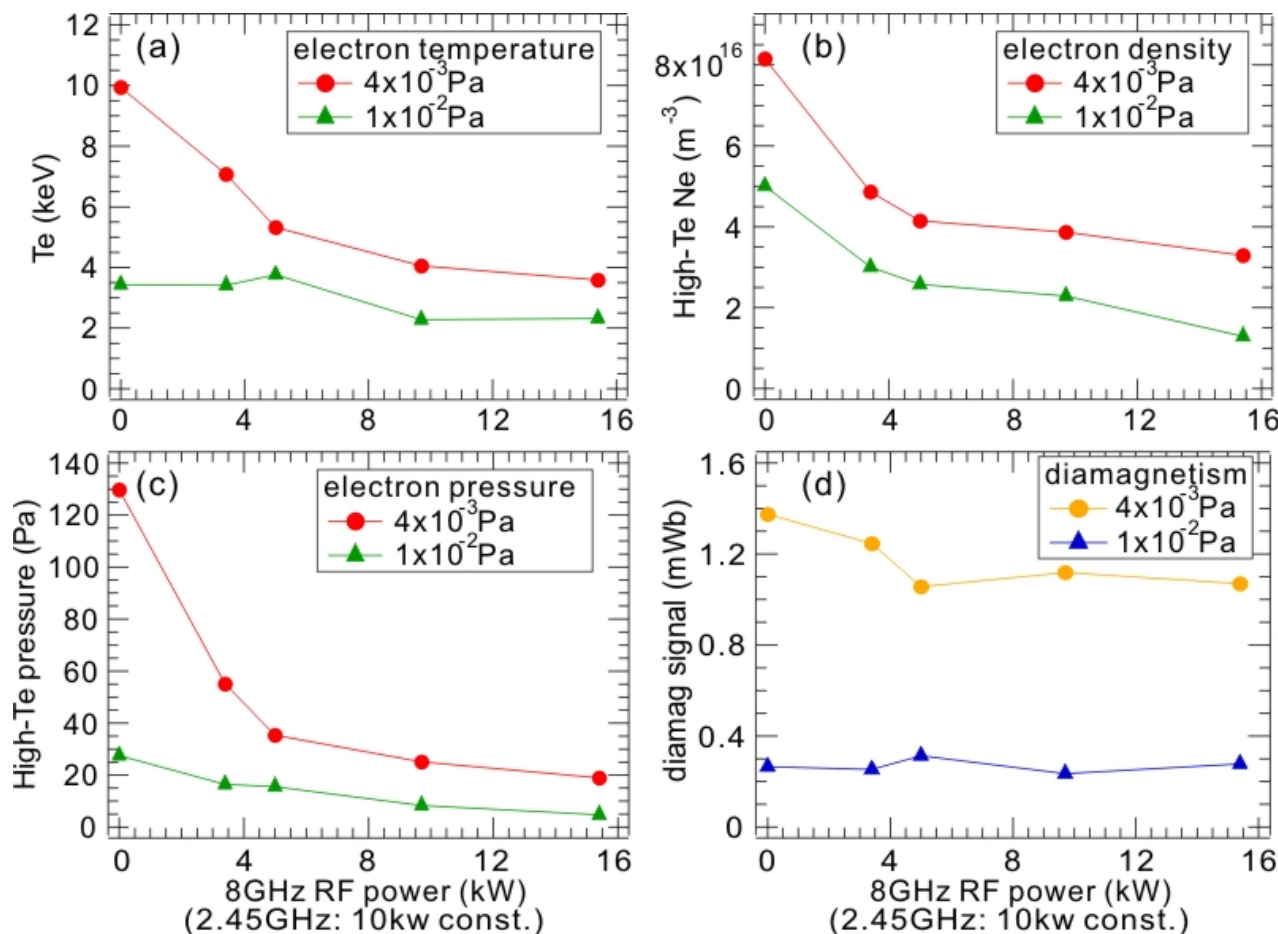 (a)
electron temperature
4x10⁻³Pa
1x10⁻²Pa
12
10
8
6
4
2
0
Te (keV)
0 4 8 12 16
(b)
electron density
4x10⁻³Pa
1x10⁻²Pa
8x10¹⁶
6
4
2
0
High-Te Ne (m⁻³)
0 4 8 12 16
(c)
electron pressure
4x10⁻³Pa
1x10⁻²Pa
140
120
100
80
60
40
20
0
High-Te pressure (Pa)
0 4 8 12 16
8GHz RF power (kW)
(2.45GHz: 10kw const.)
(d)
diamagnetism
4x10⁻³Pa
1x10⁻²Pa
1.6
1.2
0.8
0.4
0
diamag signal (mWb)
0 4 8 12 16
8GHz RF power (kW)
(2.45GHz: 10kw const.)